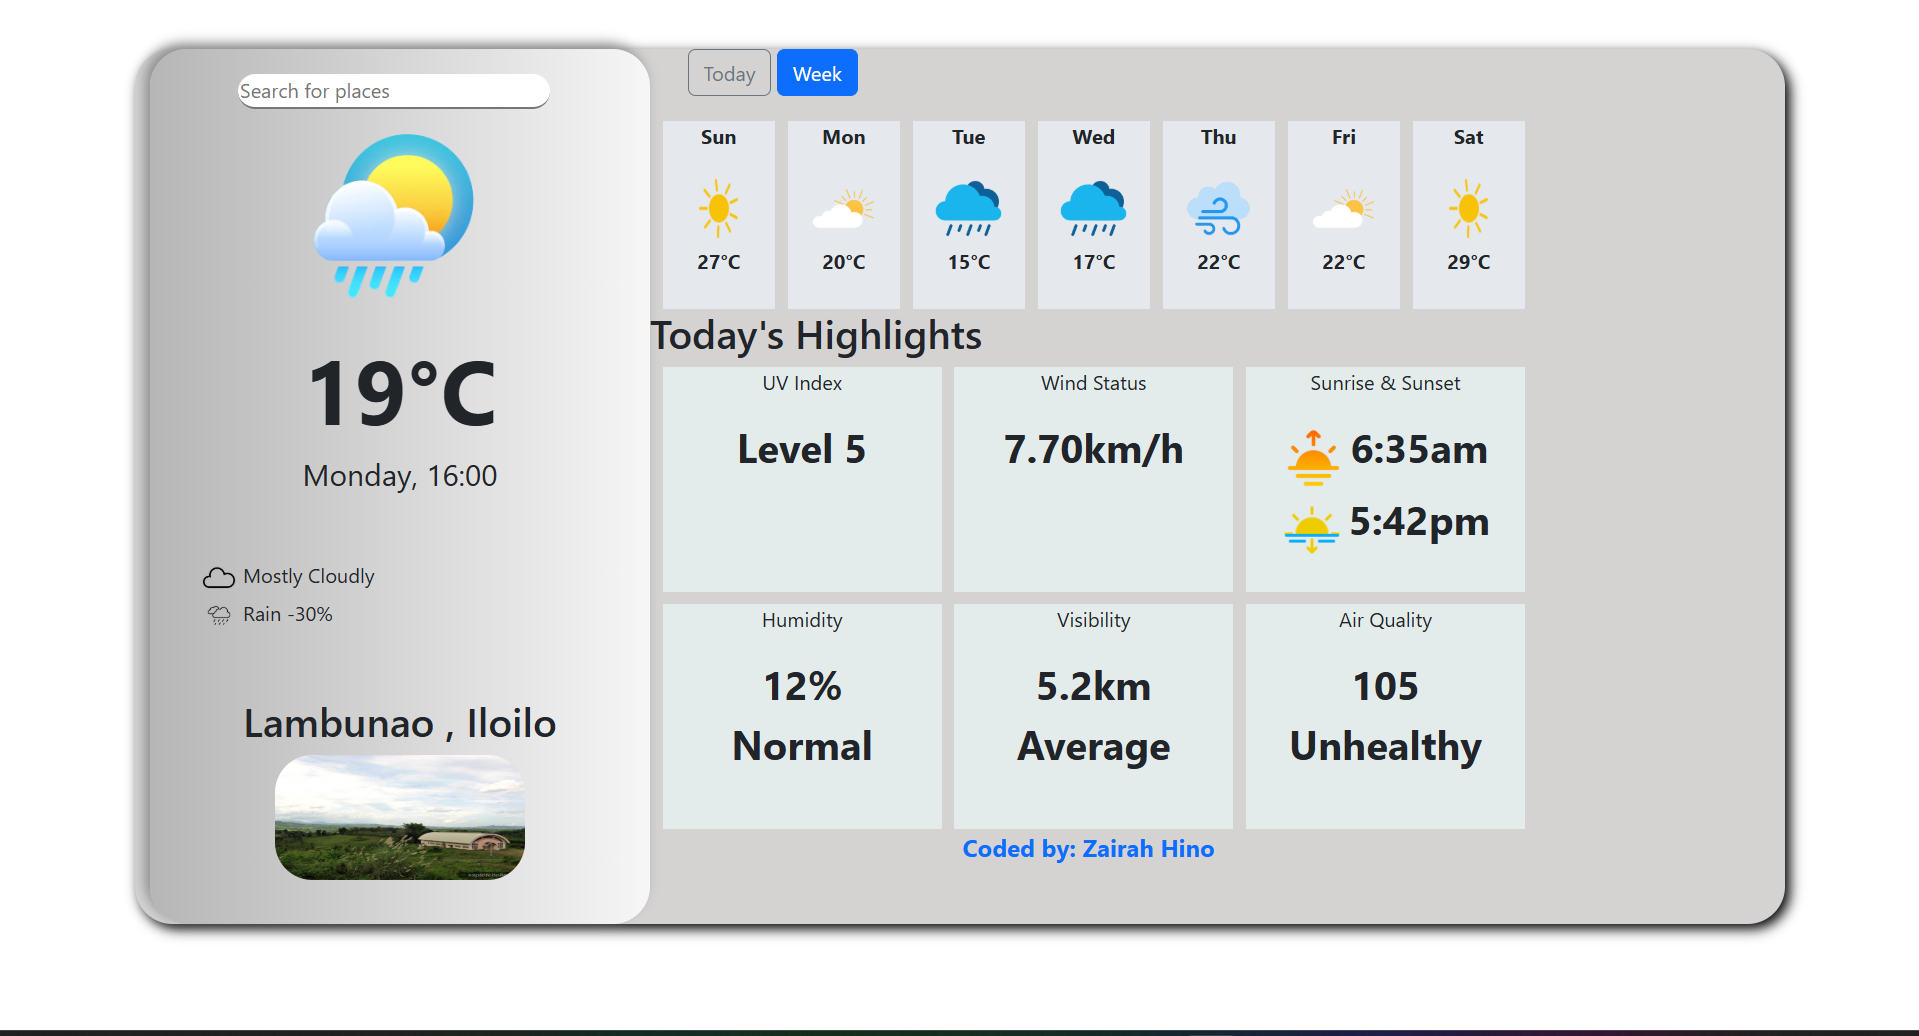 Search for places
19°C
Monday, 16:00
Mostly Cloudly
Rain -30%
Lambunao , Iloilo
Today Week
Sun Mon Tue Wed Thu Fri Sat
27°C 20°C 15°C 17°C 22°C 22°C 29°C
Today's Highlights
UV Index
Level 5
Wind Status
7.70km/h
Sunrise & Sunset
6:35am
5:42pm
Humidity
12%
Normal
Visibility
5.2km
Average
Air Quality
105
Unhealthy
Coded by: Zairah Hino